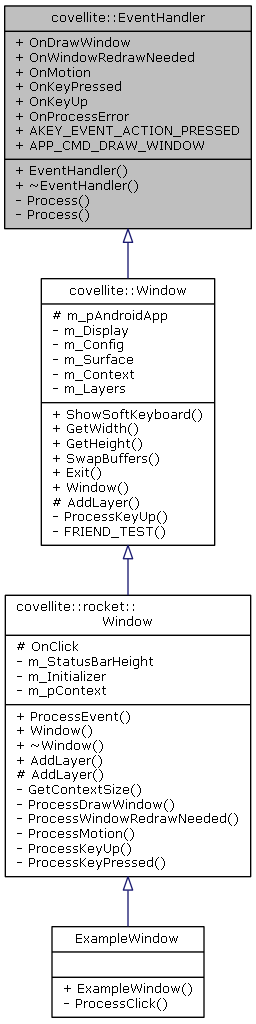 covellite::EventHandler
+ OnDrawWindow
+ OnWindowRedrawNeeded
+ OnMotion
+ OnKeyPressed
+ OnKeyUp
+ OnProcessError
+ AKEY_EVENT_ACTION_PRESSED
+ APP_CMD_DRAW_WINDOW
+ EventHandler()
+ ~EventHandler()
- Process()
- Process()
covellite::Window
# m_pAndroidApp
- m_Display
- m_Config
- m_Surface
- m_Context
- m_Layers
+ ShowSoftKeyboard()
+ GetWidth()
+ GetHeight()
+ SwapBuffers()
+ Exit()
+ Window()
# AddLayer()
- ProcessKeyUp()
- FRIEND_TEST()
covellite::rocket::
Window
# OnClick
- m_StatusBarHeight
- m_Initializer
- m_pContext
+ ProcessEvent()
+ Window()
+ ~Window()
+ AddLayer()
# AddLayer()
- GetContextSize()
- ProcessDrawWindow()
- ProcessWindowRedrawNeeded()
- ProcessMotion()
- ProcessKeyUp()
- ProcessKeyPressed()
ExampleWindow
+ ExampleWindow()
- ProcessClick()